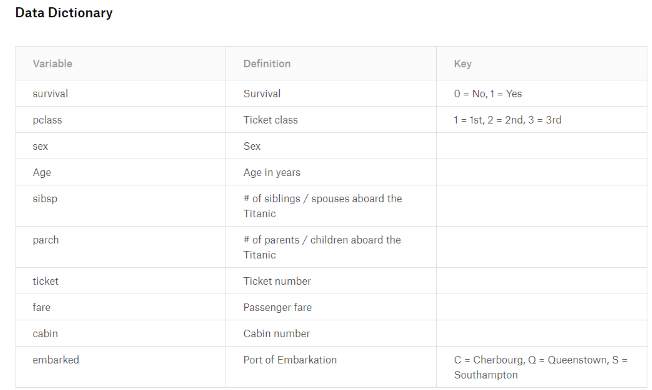 Data Dictionary
Variable Definition Key
survival Survival 0 = No, 1 = Yes
pclass Ticket class 1 = 1st, 2 = 2nd, 3 = 3rd
sex Sex
Age Age in years
sibsp # of siblings / spouses aboard the
Titanic
parch # of parents / children aboard the
Titanic
ticket Ticket number
fare Passenger fare
cabin Cabin number
embarked Port of Embarkation C = Cherbourg, Q = Queenstown, S =
Southampton